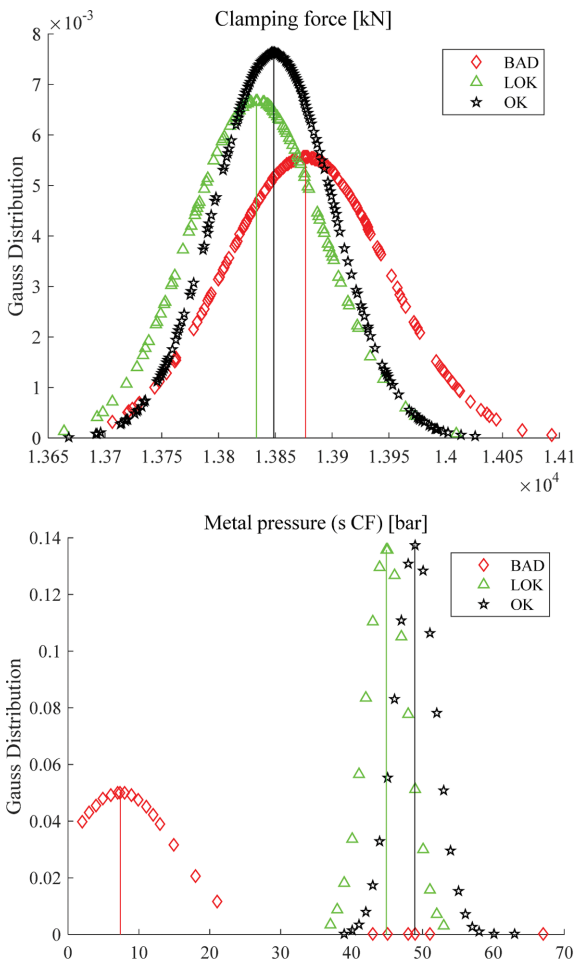 Clamping force [kN]
×10⁻³
8
7
6
5
4
3
2
1
0
Gauss Distribution
BAD
LOK
OK
1.365 1.37 1.375 1.38 1.385 1.39 1.395 1.4 1.405 1.41
×10⁴
Metal pressure (s CF) [bar]
0.14
0.12
0.1
0.08
0.06
0.04
0.02
0
Gauss Distribution
BAD
LOK
OK
0 10 20 30 40 50 60 70